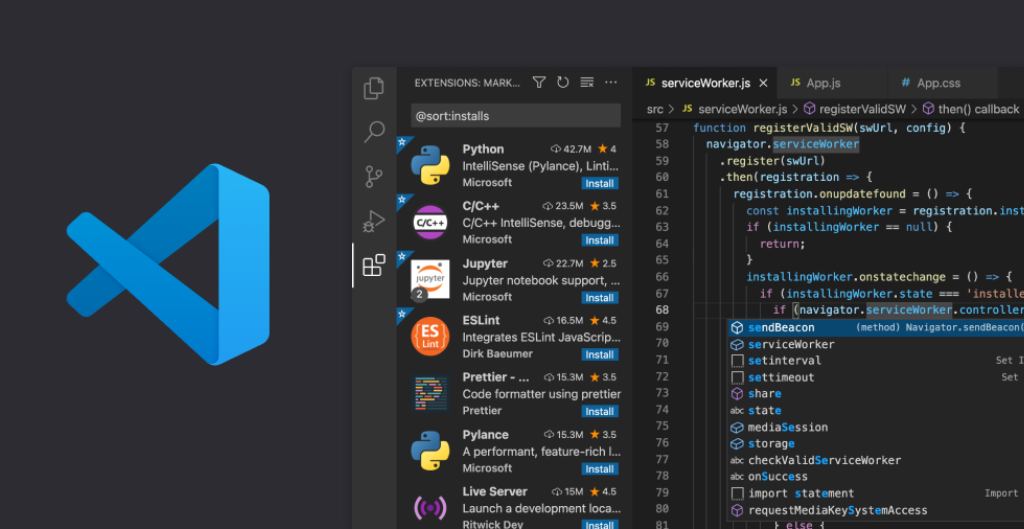 EXTENSIONS: MARK...
@sort:installs
Python 42.7M ★ 4
IntelliSense (Pylance), Linti...
Microsoft Install
C/C++ 23.5M ★ 3.5
C/C++
C/C++ IntelliSense, debugg...
Microsoft Install
Jupyter 22.7M ★ 2.5
jupyter
2
Jupyter notebook support, ...
Microsoft Install
ESLint 16.5M ★ 4.5
ES
Lint
Integrates ESLint JavaScrip...
Dirk Baeumer Install
Prettier - ... 15.3M ★ 3.5
Code formatter using prettier
Prettier Install
Pylance 15.3M ★ 3.5
A performant, feature-rich l...
Microsoft Install
Live Server 15M ★ 4.5
Launch a development loca...
Ritwick Dey Install
JS serviceWorker.js × JS App.js # App.css
src > JS serviceWorker.js > registerValidSW > then() callback
57 function registerValidSW(swUrl, config) {
58 navigator.serviceWorker
59 .register(swUrl)
60 .then(registration => {
61 registration.onupdatefound = () => {
62 const installingWorker = registration.inst
63 if (installingWorker == null) {
64 return;
65 }
66 installingWorker.onstatechange = () => {
67 if (installingWorker.state === 'installe
68 if (navigator.serviceWorker.controller
69 sendBeacon (method) Navigator.sendBeacon(
70 serviceWorker
71 setinterval Set I
72 settimeout Set
73 share
74 abc state
75 mediaSession
76 storage
77 abc checkValidServiceWorker
78 abc onSuccess
79 import statement Import
80 requestMediaKeySystemAccess
81 } else {